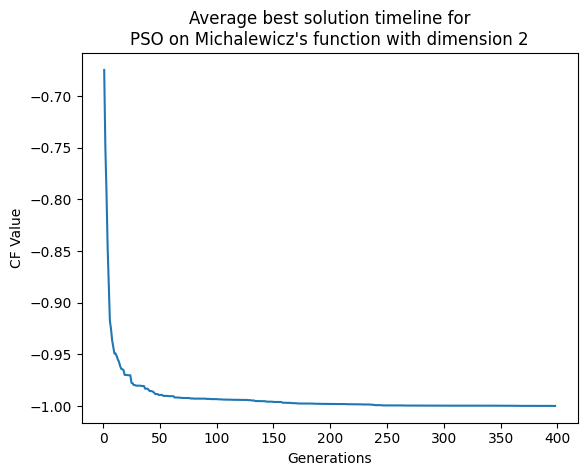 Average best solution timeline for
PSO on Michalewicz's function with dimension 2
CF Value
−0.70
−0.75
−0.80
−0.85
−0.90
−0.95
−1.00
0 50 100 150 200 250 300 350 400
Generations